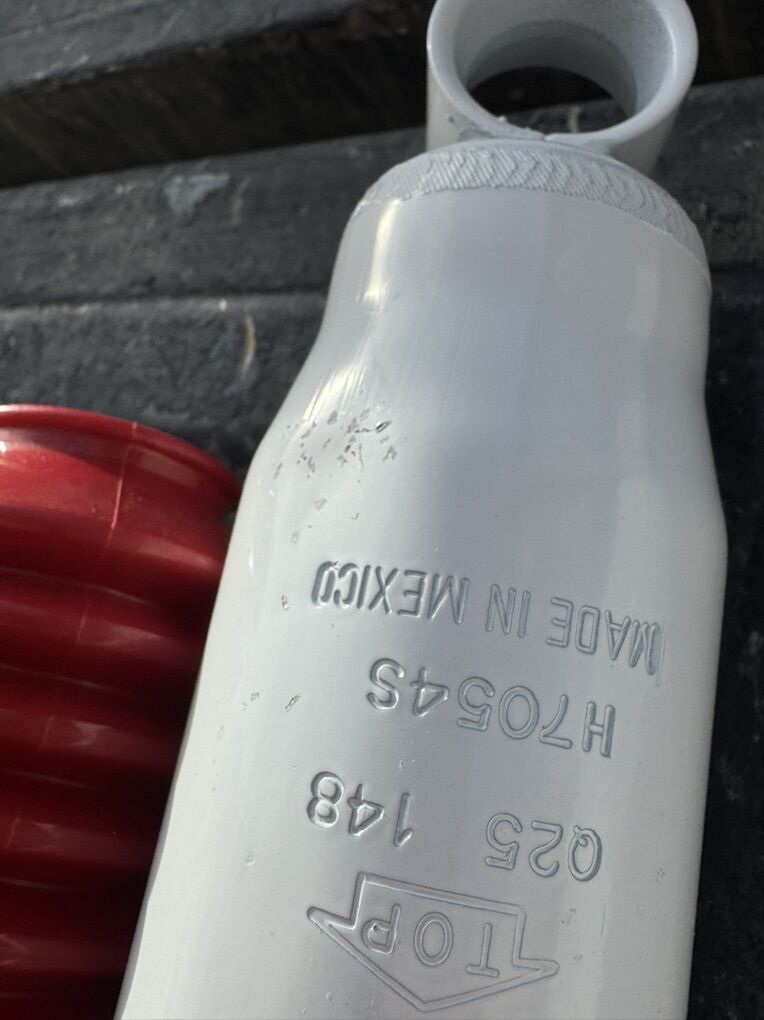 TOP
Q25 148
H7054S
MADE IN MEXICO